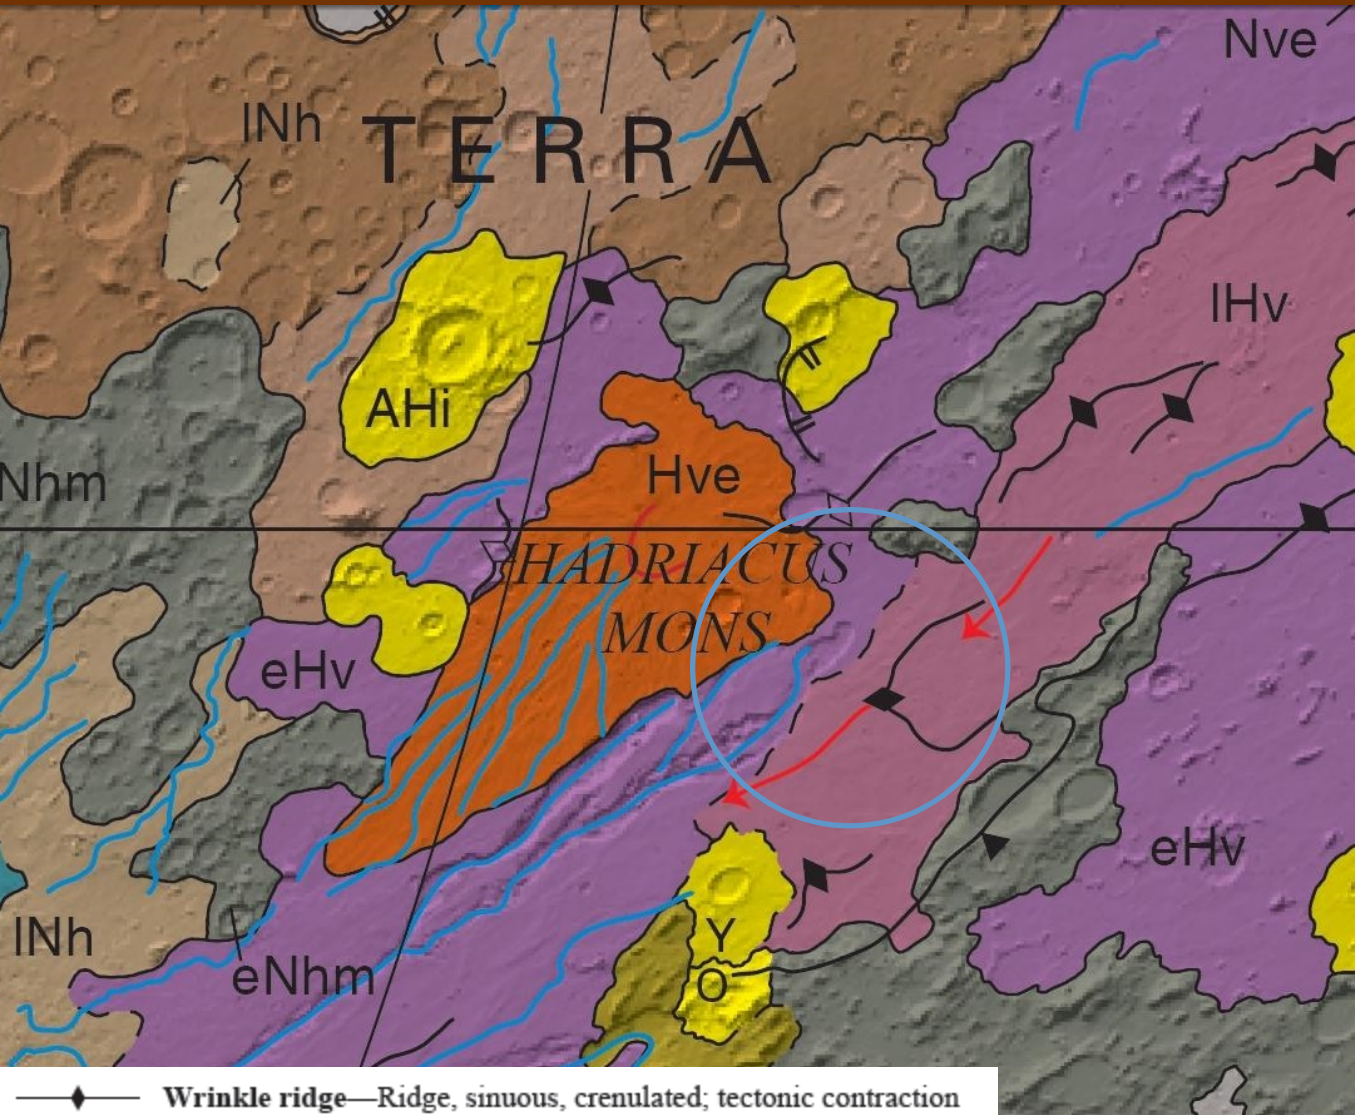 Nve
lNh
TERRA
lHv
AHi
Hve
Nhm
HADRIACUS
MONS
eHv
eHv
lNh
Y
O
eNhm
Wrinkle ridge—Ridge, sinuous, crenulated; tectonic contraction